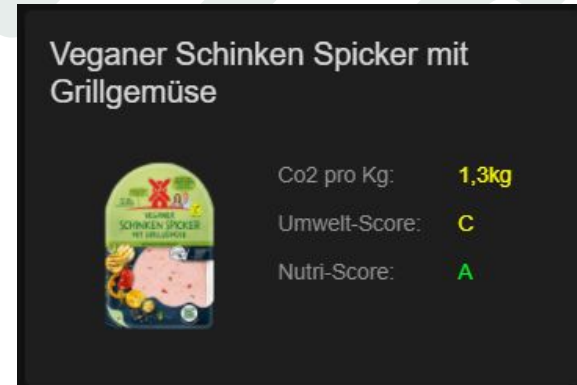 Veganer Schinken Spicker mit
Grillgemüse
Co2 pro Kg: 1,3kg
Umwelt-Score: C
Nutri-Score: A
VEGANER
SCHINKEN SPICKER
MIT GRILLGEMÜSE